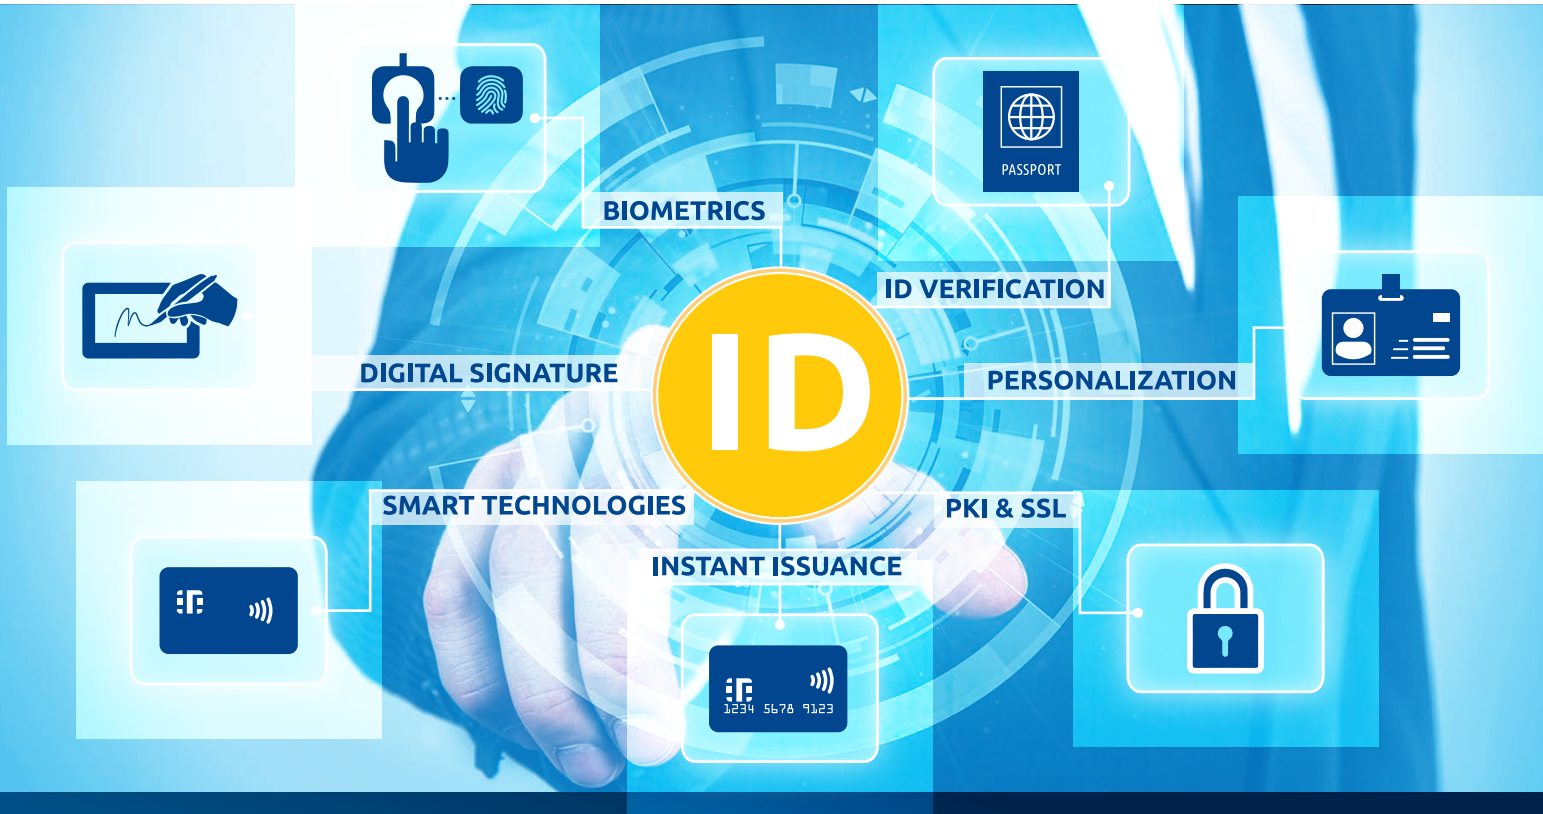 BIOMETRICS
PASSPORT
ID VERIFICATION
ID
DIGITAL SIGNATURE
PERSONALIZATION
SMART TECHNOLOGIES
PKI & SSL
INSTANT ISSUANCE
1234 5678 9123